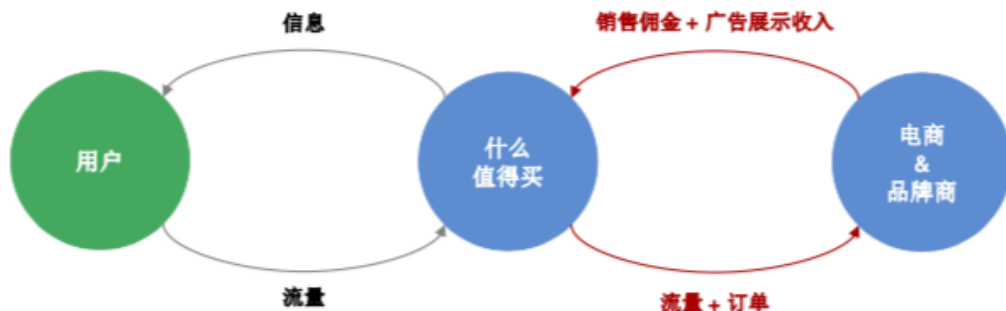 信息
销售佣金 + 广告展示收入
用户
什么
值得买
电商
&
品牌商
流量
流量 + 订单